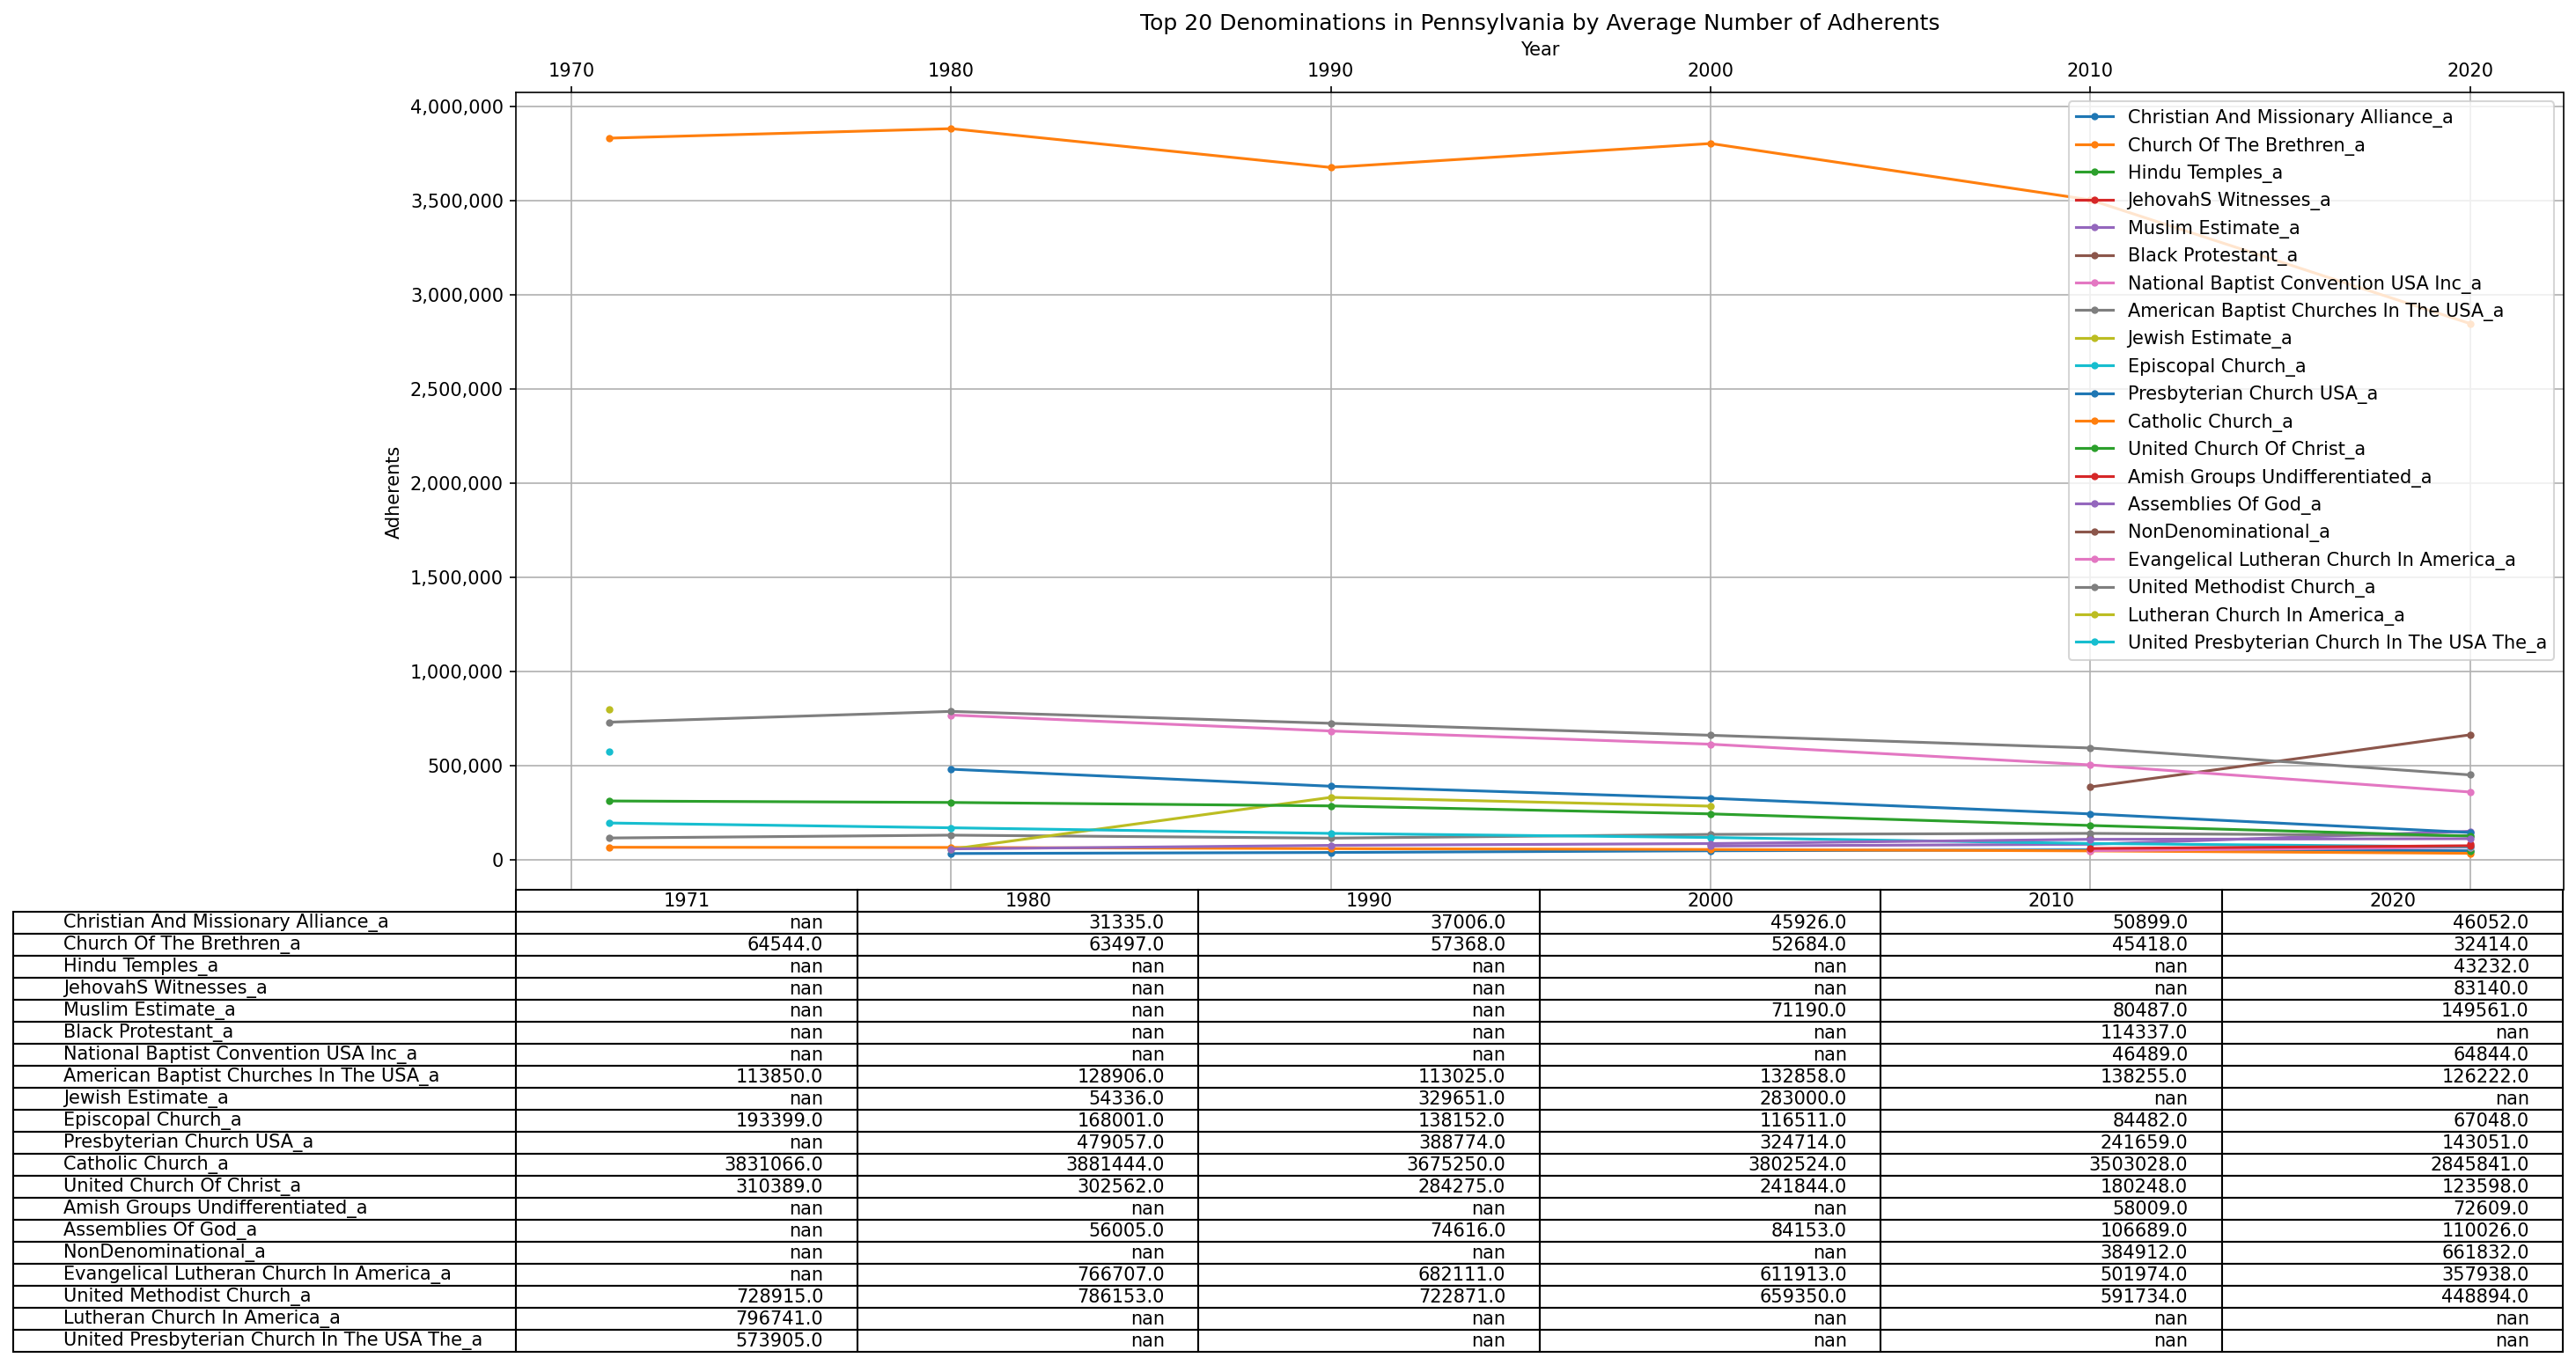 Top 20 Denominations in Pennsylvania by Average Number of Adherents
Year
1970 1980 1990 2000 2010 2020
4,000,000
3,500,000
3,000,000
2,500,000
2,000,000
1,500,000
1,000,000
500,000
0
Adherents
Christian And Missionary Alliance_a
Church Of The Brethren_a
Hindu Temples_a
JehovahS Witnesses_a
Muslim Estimate_a
Black Protestant_a
National Baptist Convention USA Inc_a
American Baptist Churches In The USA_a
Jewish Estimate_a
Episcopal Church_a
Presbyterian Church USA_a
Catholic Church_a
United Church Of Christ_a
Amish Groups Undifferentiated_a
Assemblies Of God_a
NonDenominational_a
Evangelical Lutheran Church In America_a
United Methodist Church_a
Lutheran Church In America_a
United Presbyterian Church In The USA The_a
1971 1980 1990 2000 2010 2020
Christian And Missionary Alliance_a nan 31335.0 37006.0 45926.0 50899.0 46052.0
Church Of The Brethren_a 64544.0 63497.0 57368.0 52684.0 45418.0 32414.0
Hindu Temples_a nan nan nan nan nan 43232.0
JehovahS Witnesses_a nan nan nan nan nan 83140.0
Muslim Estimate_a nan nan nan 71190.0 80487.0 149561.0
Black Protestant_a nan nan nan nan 114337.0 nan
National Baptist Convention USA Inc_a nan nan nan nan 46489.0 64844.0
American Baptist Churches In The USA_a 113850.0 128906.0 113025.0 132858.0 138255.0 126222.0
Jewish Estimate_a nan 54336.0 329651.0 283000.0 nan nan
Episcopal Church_a 193399.0 168001.0 138152.0 116511.0 84482.0 67048.0
Presbyterian Church USA_a nan 479057.0 388774.0 324714.0 241659.0 143051.0
Catholic Church_a 3831066.0 3881444.0 3675250.0 3802524.0 3503028.0 2845841.0
United Church Of Christ_a 310389.0 302562.0 284275.0 241844.0 180248.0 123598.0
Amish Groups Undifferentiated_a nan nan nan nan 58009.0 72609.0
Assemblies Of God_a nan 56005.0 74616.0 84153.0 106689.0 110026.0
NonDenominational_a nan nan nan nan 384912.0 661832.0
Evangelical Lutheran Church In America_a nan 766707.0 682111.0 611913.0 501974.0 357938.0
United Methodist Church_a 728915.0 786153.0 722871.0 659350.0 591734.0 448894.0
Lutheran Church In America_a 796741.0 nan nan nan nan nan
United Presbyterian Church In The USA The_a 573905.0 nan nan nan nan nan